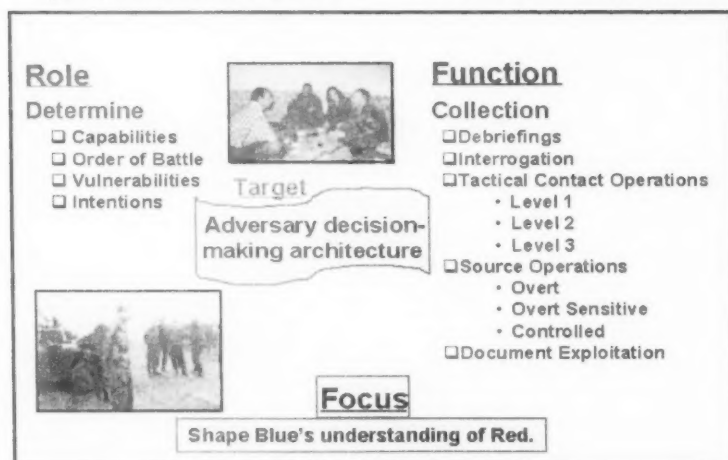 Role
Determine
❑ Capabilities
❑ Order of Battle
❑ Vulnerabilities
❑ Intentions
Target
Adversary decision-
making architecture
Function
Collection
❑Debriefings
❑Interrogation
❑Tactical Contact Operations
• Level 1
• Level 2
• Level 3
❑Source Operations
• Overt
• Overt Sensitive
• Controlled
❑Document Exploitation
Focus
Shape Blue's understanding of Red.